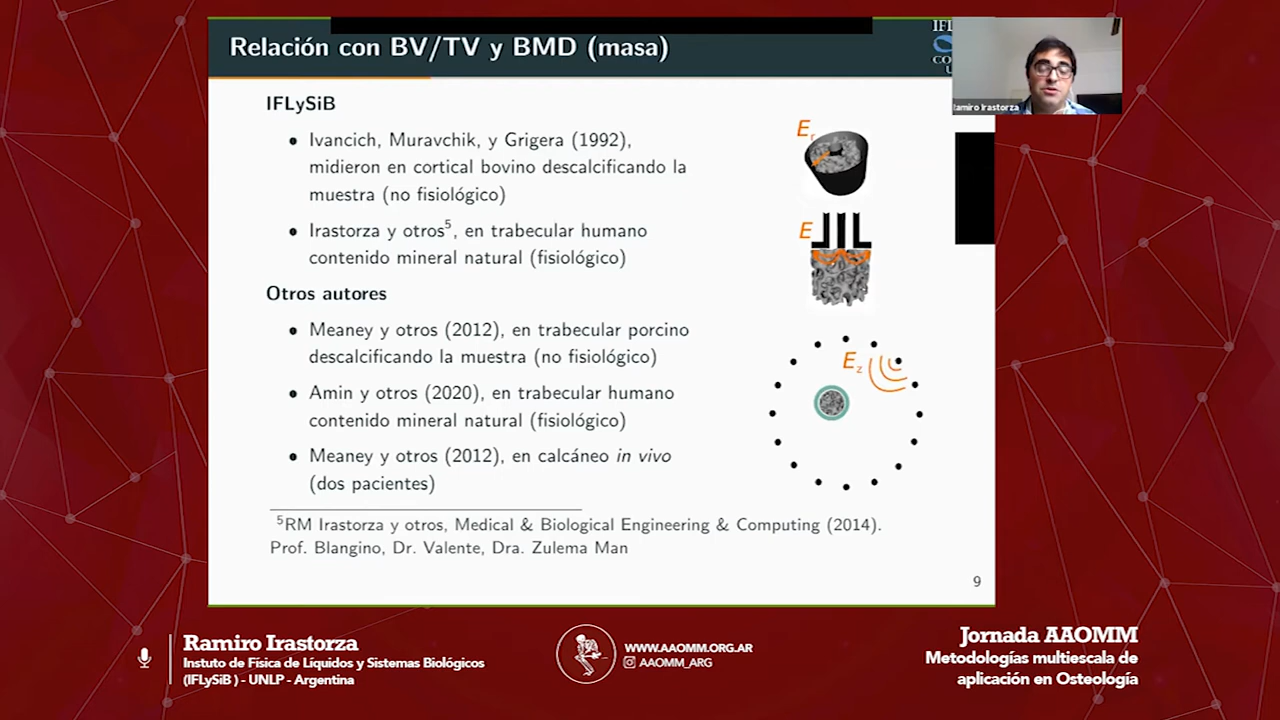 Relación con BV/TV y BMD (masa)
Ramiro Irastorza
IFLySiB
Ivancich, Muravchik, y Grigera (1992),
midieron en cortical bovino descalcificando la
muestra (no fisiológico)
Irastorza y otros5, en trabecular humano
contenido mineral natural (fisiológico)
Otros autores
Meaney y otros (2012), en trabecular porcino
descalcificando la muestra (no fisiológico)
Amin y otros (2020), en trabecular humano
contenido mineral natural (fisiológico)
Meaney y otros (2012), en calcáneo in vivo
(dos pacientes)
Er
E
Ez
5RM Irastorza y otros, Medical & Biological Engineering & Computing (2014).
Prof. Blangino, Dr. Valente, Dra. Zulema Man
9
Ramiro Irastorza
Instuto de Física de Líquidos y Sistemas Biológicos
(IFLySiB ) - UNLP - Argentina
WWW.AAOMM.ORG.AR
AAOMM_ARG
Jornada AAOMM
Metodologías multiescala de
aplicación en Osteología